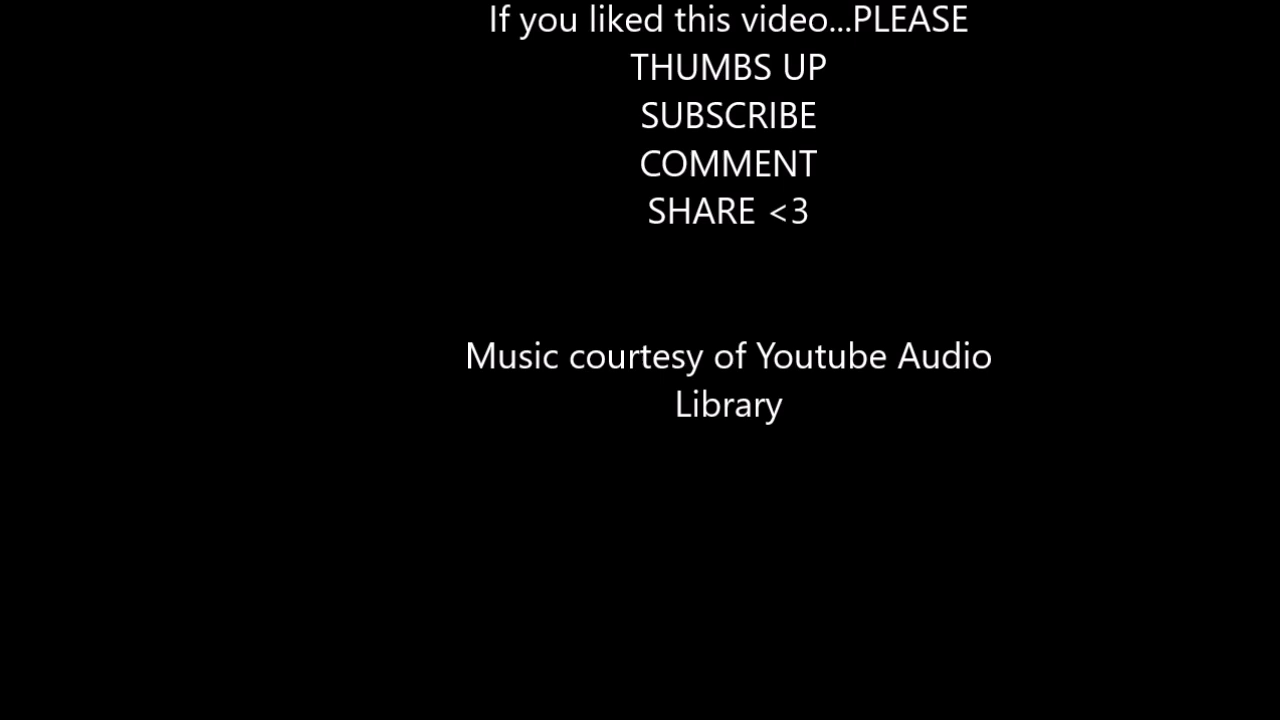 If you liked this video...PLEASE
THUMBS UP
SUBSCRIBE
COMMENT
SHARE <3
Music courtesy of Youtube Audio
Library